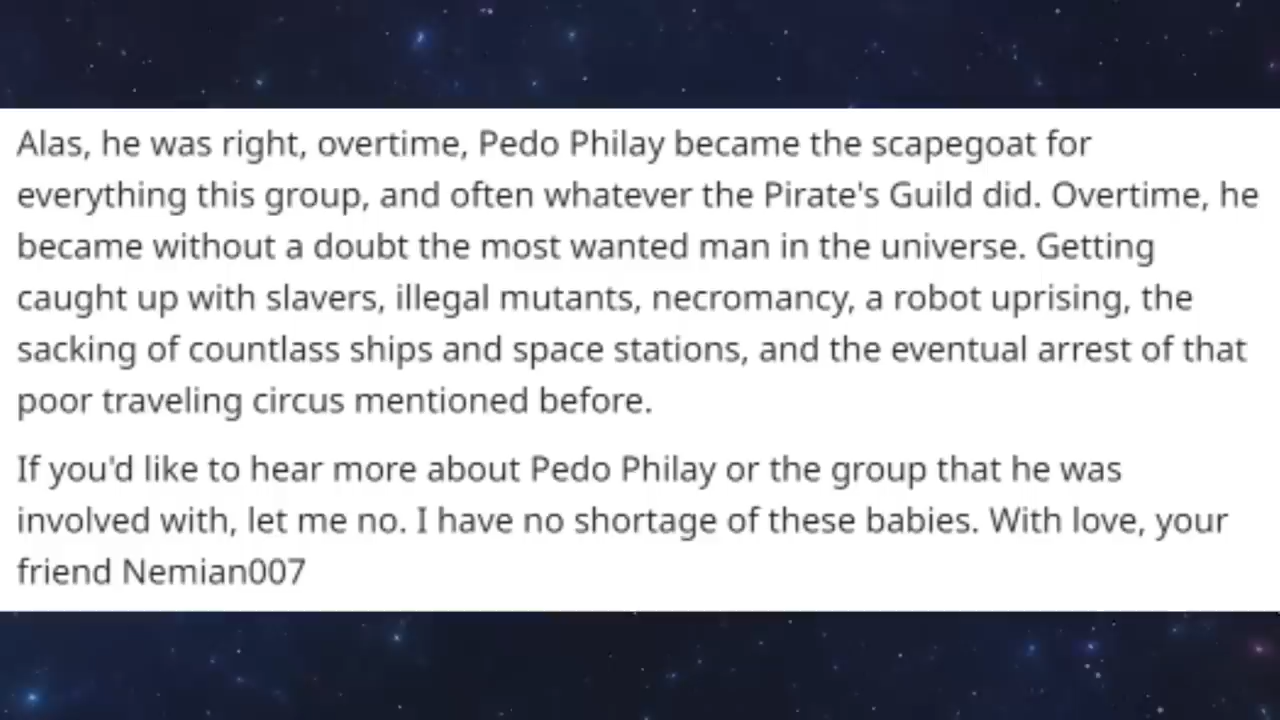 Alas, he was right, overtime, Pedo Philay became the scapegoat for
everything this group, and often whatever the Pirate's Guild did. Overtime, he
became without a doubt the most wanted man in the universe. Getting
caught up with slavers, illegal mutants, necromancy, a robot uprising, the
sacking of countlass ships and space stations, and the eventual arrest of that
poor traveling circus mentioned before.
If you'd like to hear more about Pedo Philay or the group that he was
involved with, let me no. I have no shortage of these babies. With love, your
friend Nemian007